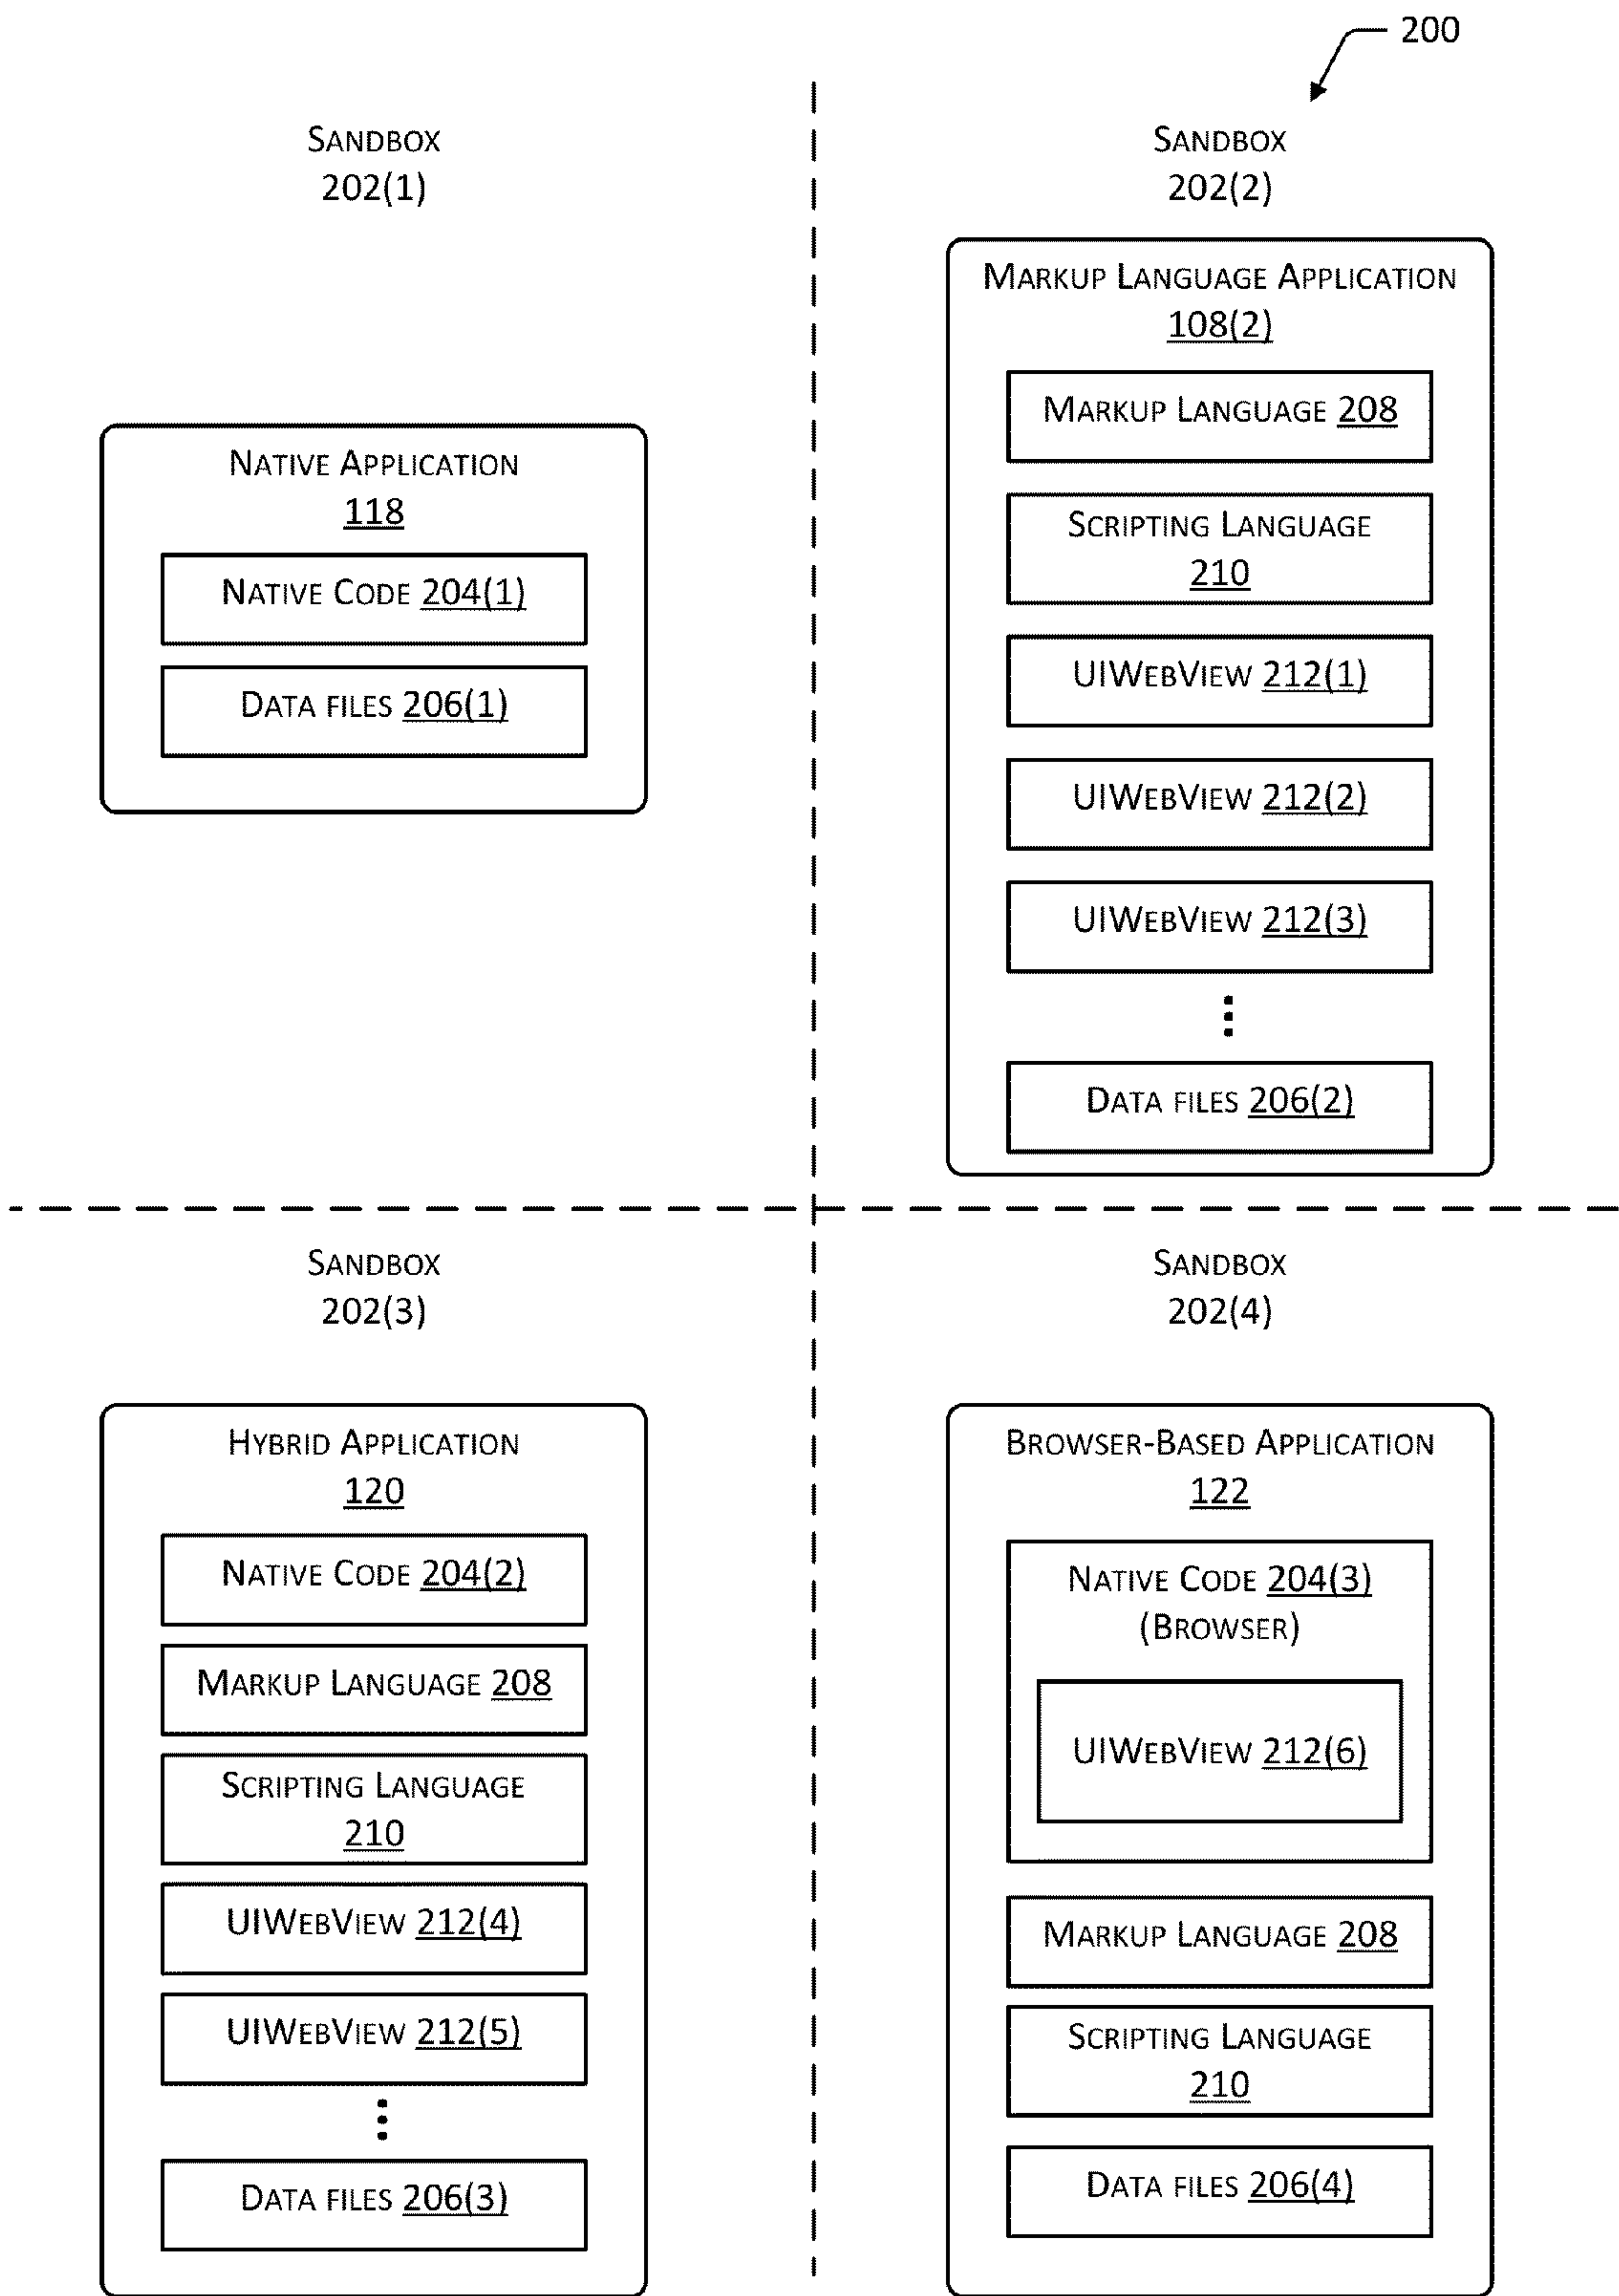 200
Sandbox
202(1)
Native Application
118
Native Code 204(1)
Data files 206(1)
Sandbox
202(2)
Markup Language Application
108(2)
Markup Language 208
Scripting Language
210
UIWebView 212(1)
UIWebView 212(2)
UIWebView 212(3)
Data files 206(2)
Sandbox
202(3)
Hybrid Application
120
Native Code 204(2)
Markup Language 208
Scripting Language
210
UIWebView 212(4)
UIWebView 212(5)
Data files 206(3)
Sandbox
202(4)
Browser-Based Application
122
Native Code 204(3)
(Browser)
UIWebView 212(6)
Markup Language 208
Scripting Language
210
Data files 206(4)